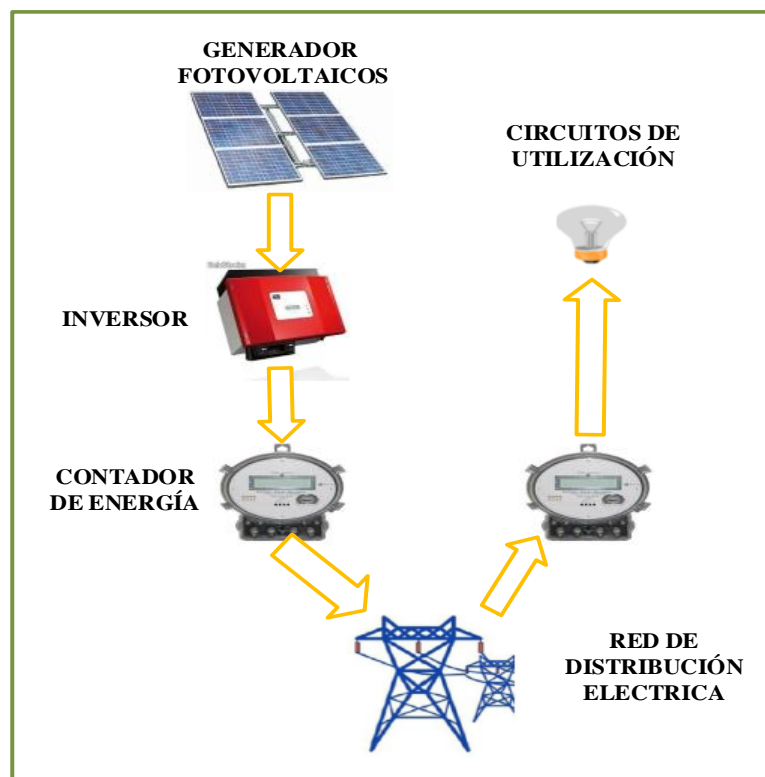 GENERADOR
FOTOVOLTAICOS
CIRCUITOS DE
UTILIZACIÓN
INVERSOR
CONTADOR
DE ENERGÍA
RED DE
DISTRIBUCIÓN
ELECTRICA